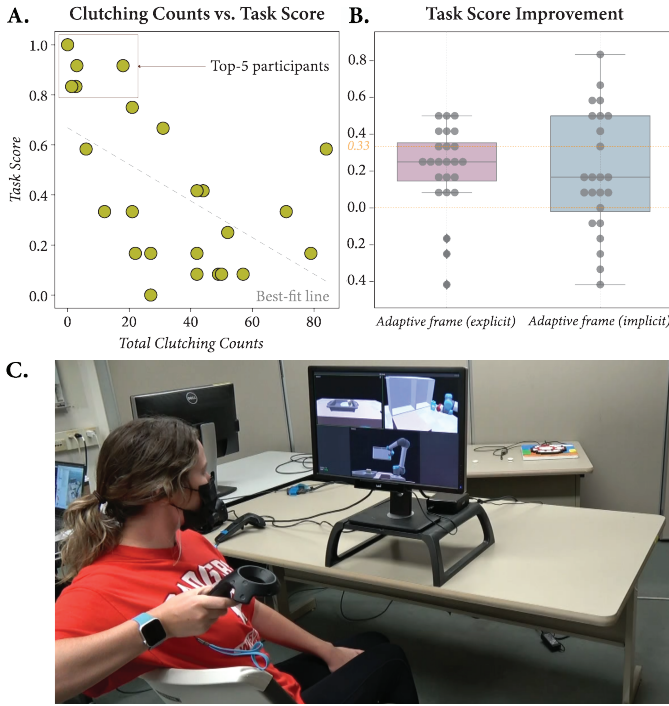 A.
Clutching Counts vs. Task Score
Top-5 participants
1.0
0.8
0.6
0.4
0.2
0.0
Task Score
Best-fit line
0
20
40
60
80
Total Clutching Counts
B.
Task Score Improvement
0.8
0.6
0.4
0.33
0.2
0.0
0.2
0.4
Adaptive frame (explicit)
Adaptive frame (implicit)
C.
DELL